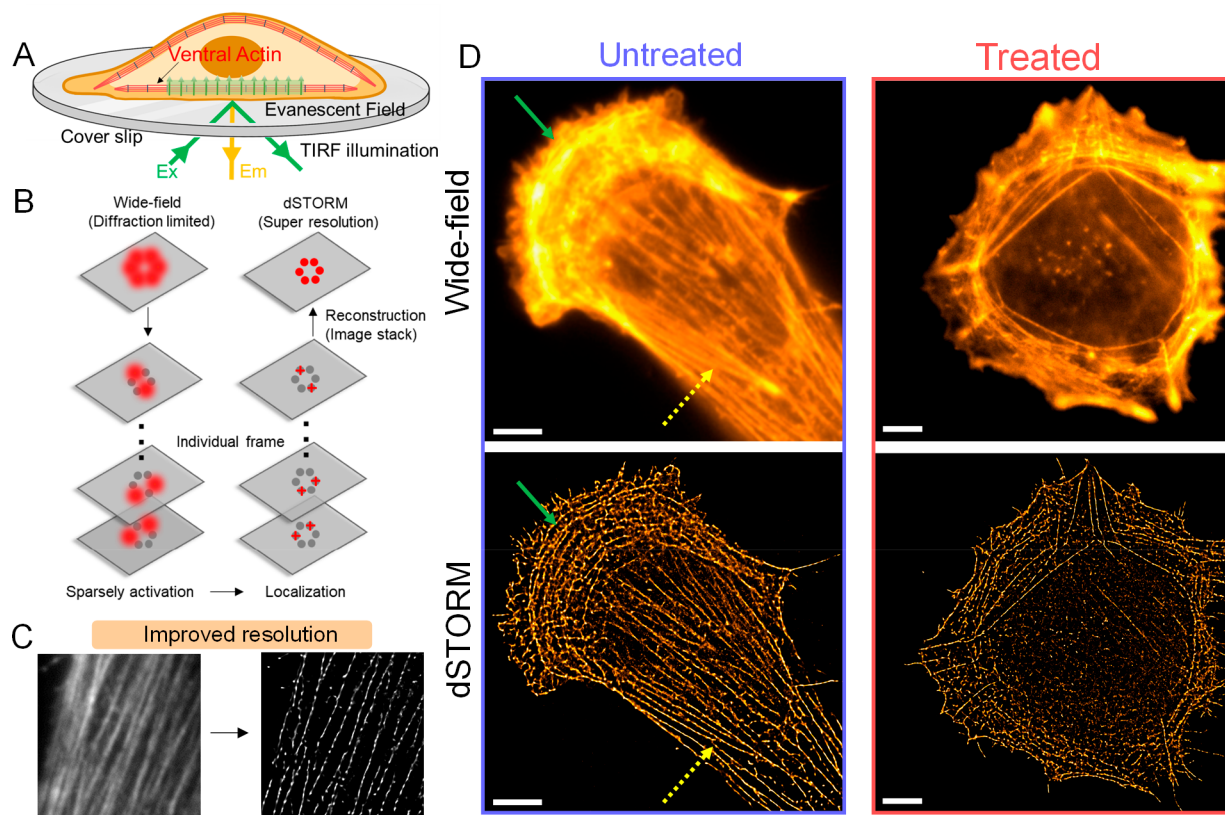 A
Ventral Actin
Evanescent Field
Cover slip
TIRF illumination
Ex
Em
B
Wide-field
(Diffraction limited)
dSTORM
(Super resolution)
Reconstruction
(Image stack)
Individual frame
Sparsely activation
Localization
C
Improved resolution
D
Untreated
Treated
Wide-field
dSTORM